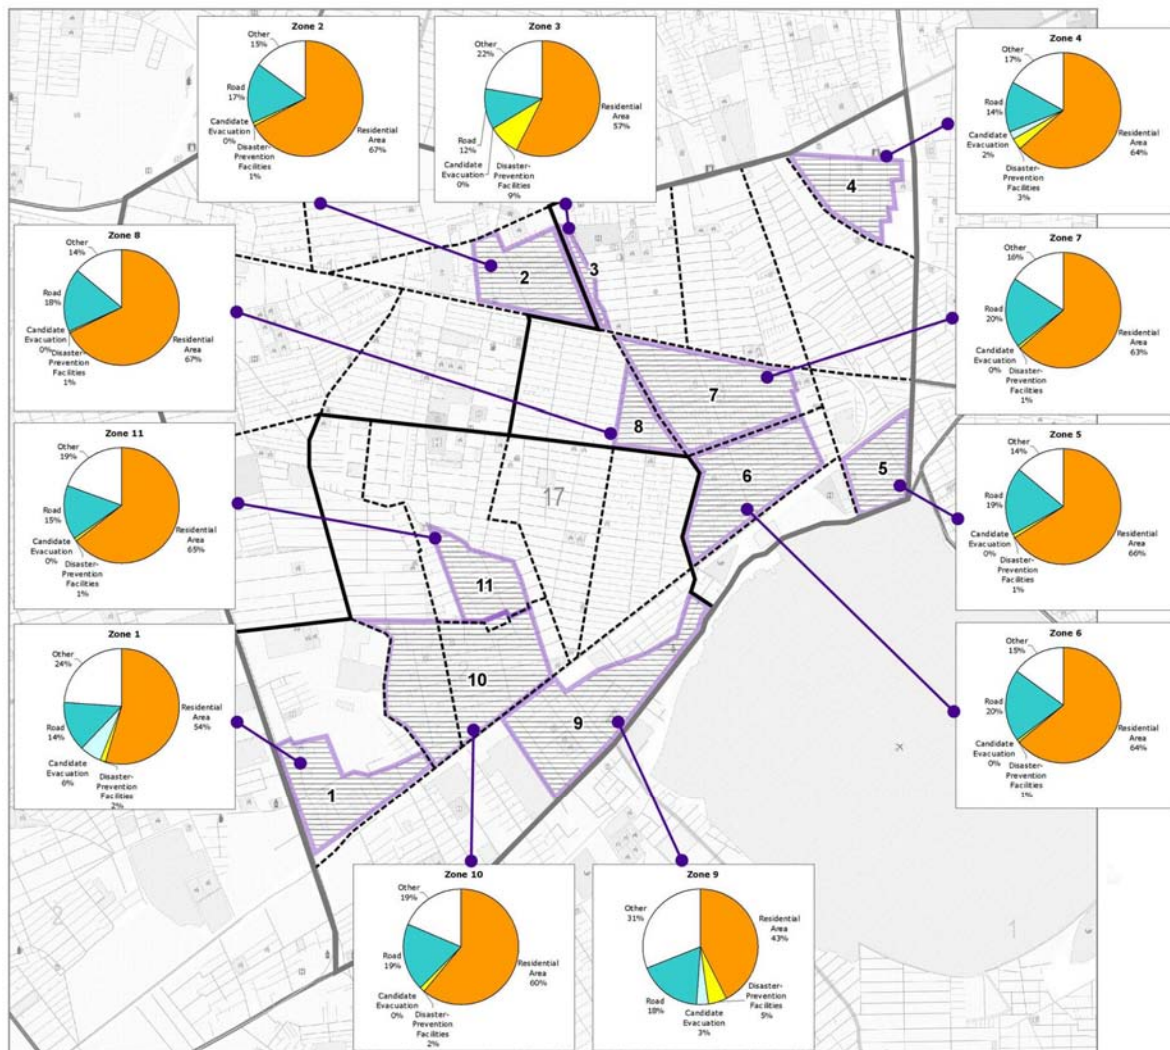 Zone 2
Other
15%
Road
17%
Candidate
Evacuation
0%
Disaster-
Prevention
Facilities
1%
Residential
Area
67%
Zone 3
Other
22%
Road
12%
Candidate
Evacuation
0%
Disaster-
Prevention
Facilities
9%
Residential
Area
57%
Zone 4
Other
17%
Road
14%
Candidate
Evacuation
2%
Disaster-
Prevention
Facilities
3%
Residential
Area
64%
Zone 8
Other
14%
Road
18%
Candidate
Evacuation
0%
Disaster-
Prevention
Facilities
1%
Residential
Area
67%
Zone 7
Other
16%
Road
20%
Candidate
Evacuation
0%
Disaster-
Prevention
Facilities
1%
Residential
Area
63%
Zone 11
Other
19%
Road
15%
Candidate
Evacuation
0%
Disaster-
Prevention
Facilities
1%
Residential
Area
65%
Zone 5
Other
14%
Road
19%
Candidate
Evacuation
0%
Disaster-
Prevention
Facilities
1%
Residential
Area
66%
Zone 1
Other
24%
Road
14%
Candidate
Evacuation
6%
Disaster-
Prevention
Facilities
2%
Residential
Area
54%
Zone 6
Other
15%
Road
20%
Candidate
Evacuation
0%
Disaster-
Prevention
Facilities
1%
Residential
Area
64%
Zone 10
Other
19%
Road
19%
Candidate
Evacuation
0%
Disaster-
Prevention
Facilities
2%
Residential
Area
60%
Zone 9
Other
31%
Road
18%
Candidate
Evacuation
3%
Disaster-
Prevention
Facilities
5%
Residential
Area
43%
4
2
3
7
8
6
5
17
11
10
9
1
2
1